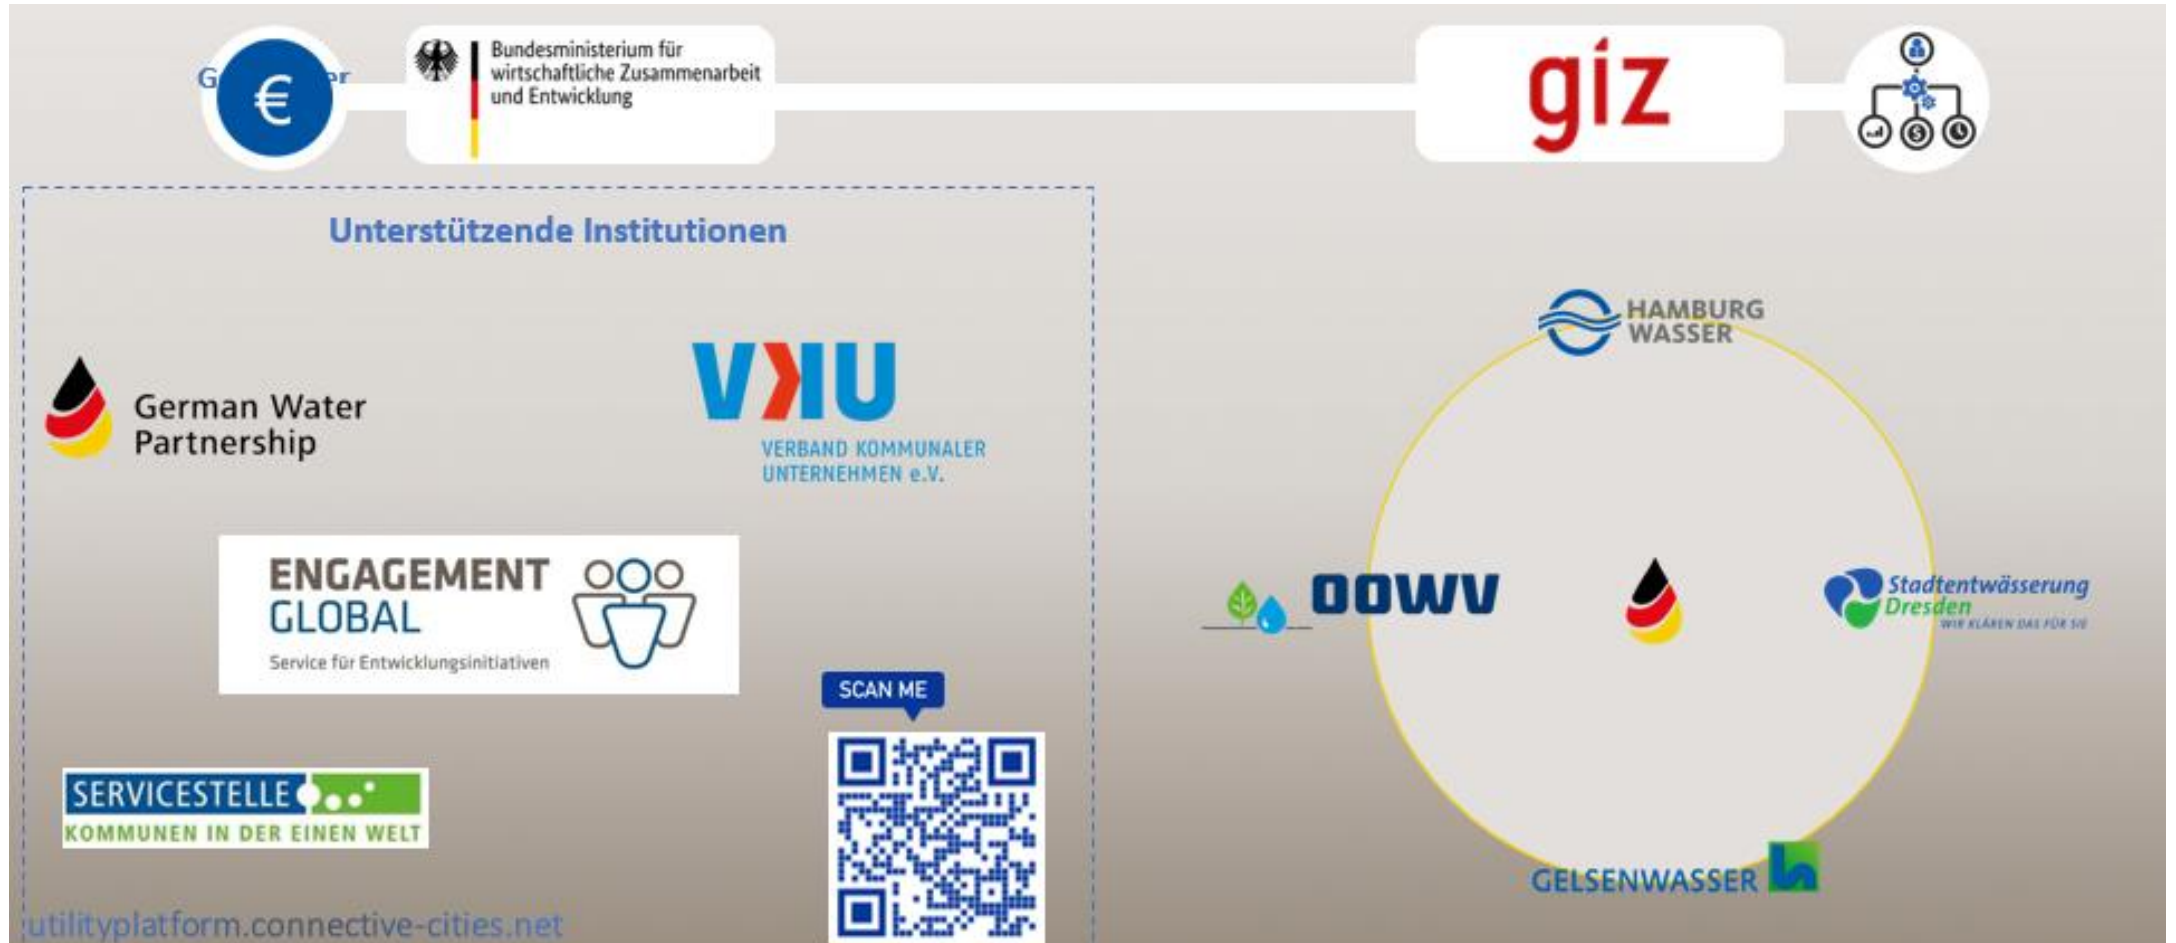 €
Bundesministerium für
wirtschaftliche Zusammenarbeit
und Entwicklung
giz
Unterstützende Institutionen
German Water
Partnership
VKU
VERBAND KOMMUNALER
UNTERNEHMEN e.V.
ENGAGEMENT
GLOBAL
Service für Entwicklungsinitiativen
SCAN ME
SERVICESTELLE
KOMMUNEN IN DER EINEN WELT
utilityplatform.connective-cities.net
HAMBURG
WASSER
OOWV
Stadtentwässerung
Dresden
WIR KLÄREN DAS FÜR SIE
GELSENWASSER